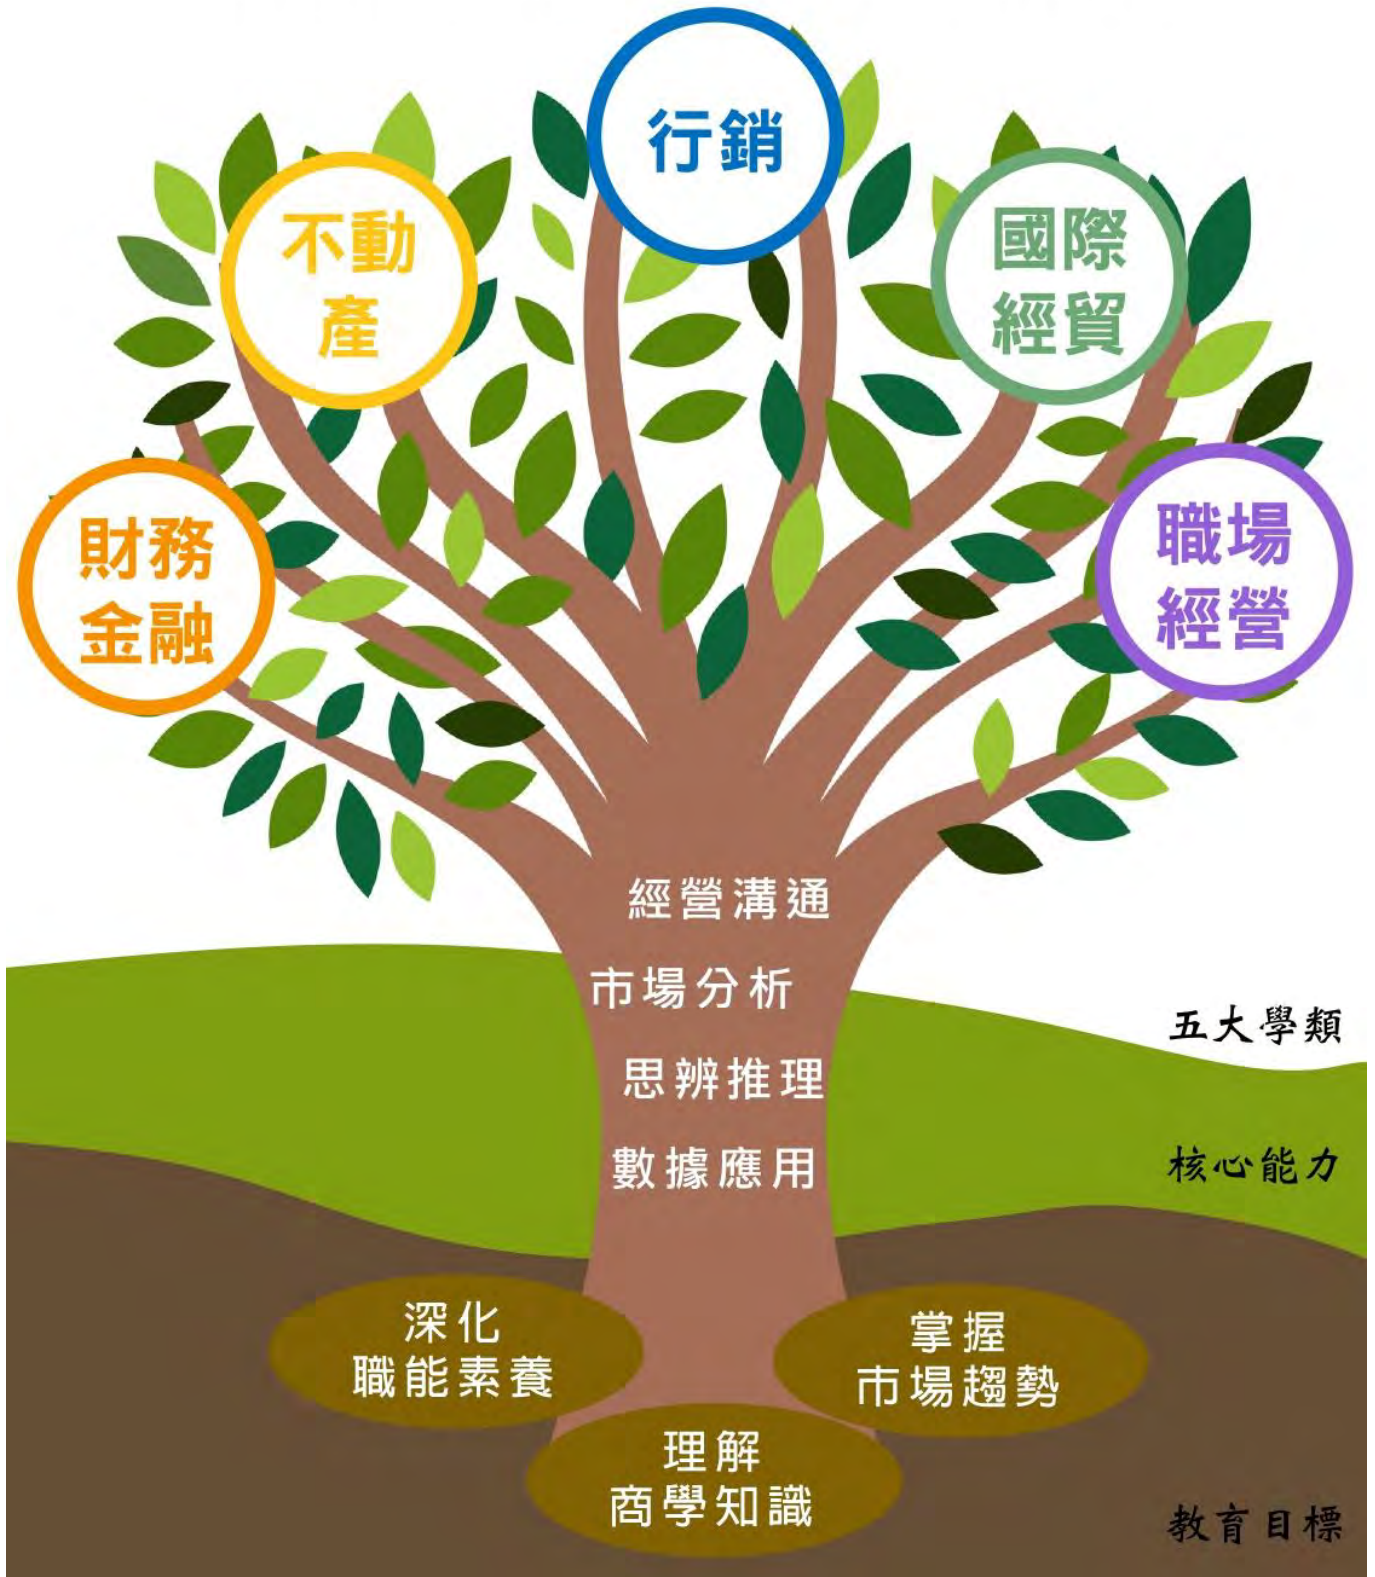 行銷
不動
產
國際
經貿
財務
金融
職場
經營
經營溝通
市場分析
五大學類
思辨推理
核心能力
數據應用
深化
職能素養
掌握
市場趨勢
理解
商學知識
教育目標